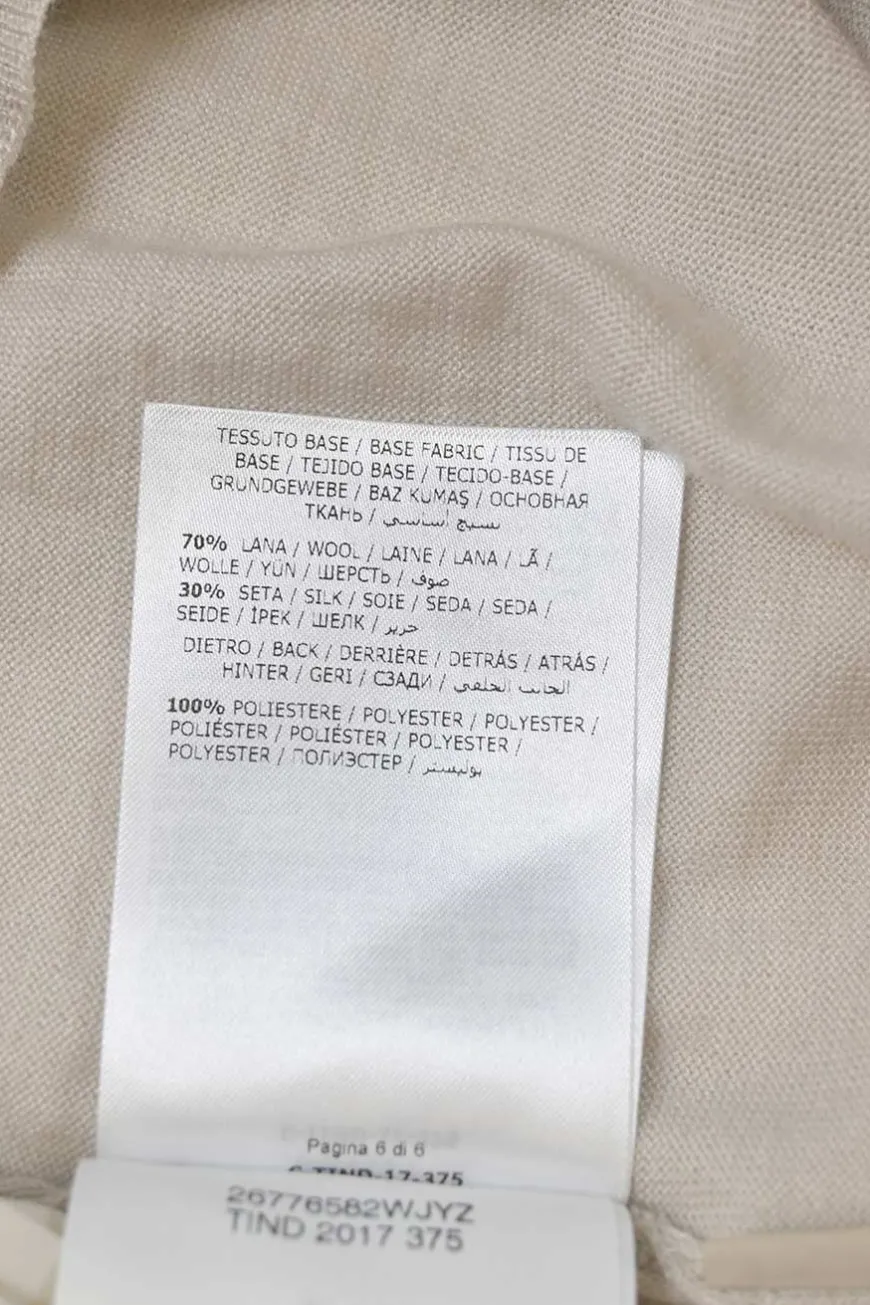 TESSUTO BASE / BASE FABRIC / TISSU DE
BASE / TEJIDO BASE / TECIDO-BASE /
GRUNDGEWEBE / BAZ KUMAŞ / ОСНОВНАЯ
ТКАНЬ / نسيج أساسي
70% LANA / WOOL / LAINE / LANA / LÃ /
WOLLE / YÜN / ШЕРСТЬ / صوف
30% SETA / SILK / SOIE / SEDA / SEDA /
SEIDE / İPEK / ШЕЛК / حرير
DIETRO / BACK / DERRIÈRE / DETRÁS / ATRÁS /
HINTER / GERI / СЗАДИ / الجانب الخلفي
100% POLIESTERE / POLYESTER / POLYESTER /
POLIÉSTER / POLIÉSTER / POLYESTER /
POLYESTER / ПОЛИЭСТЕР / بوليستر
Pagina 6 di 6
C-TIND-17-375
26776582WJYZ
TIND 2017 375